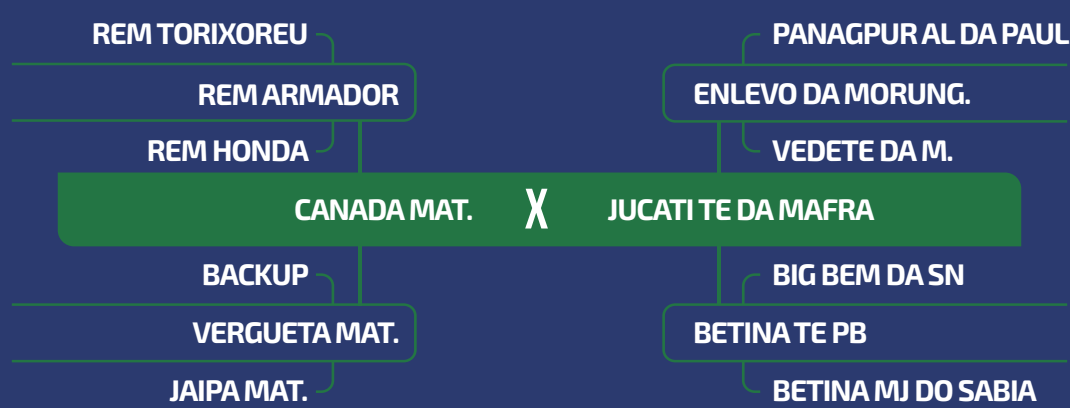 REM TORIXOREU
PANAGPUR AL DA PAUL
REM ARMADOR
ENLEVO DA MORUNG.
REM HONDA
VEDETE DA M.
CANADA MAT. X JUCATI TE DA MAFRA
BACKUP
BIG BEM DA SN
VERGUETA MAT.
BETINA TE PB
JAIPA MAT.
BETINA MJ DO SABIA